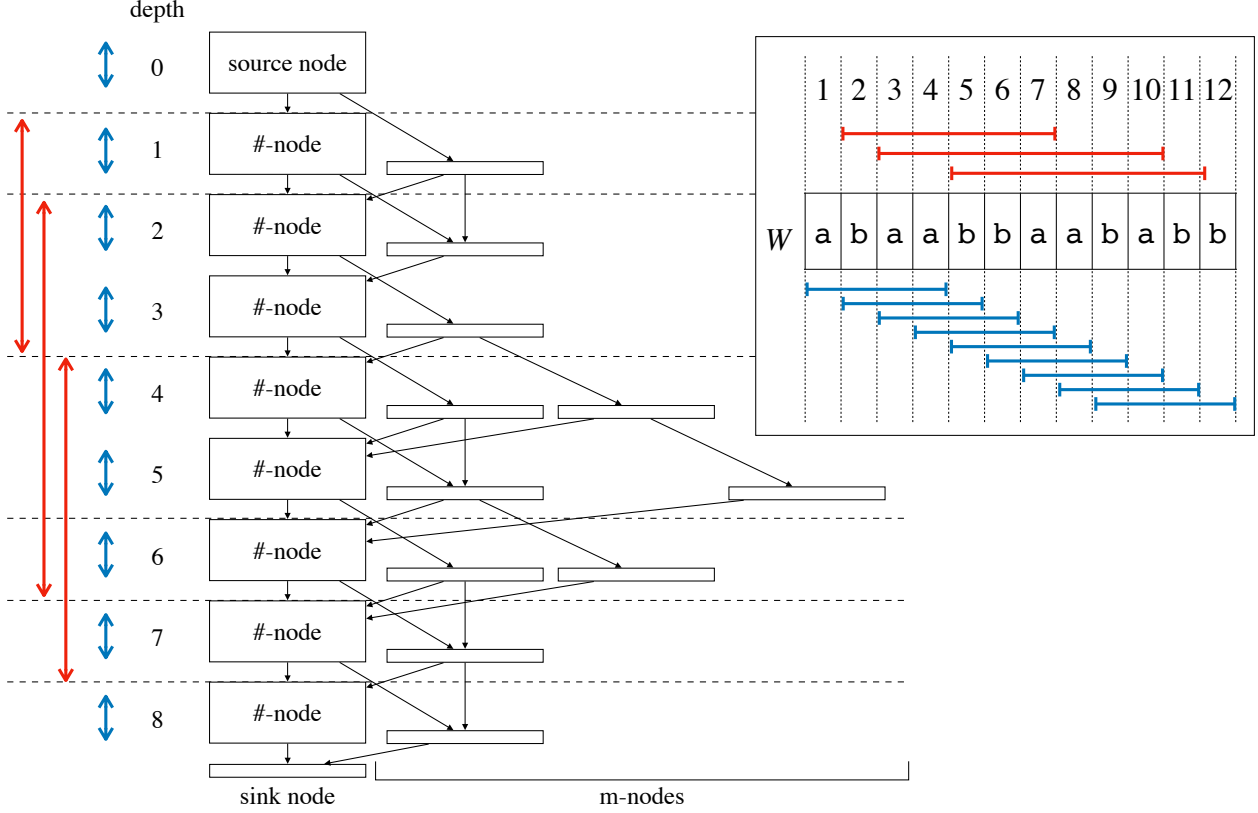 depth
0
source node
1
#-node
2
#-node
3
#-node
4
#-node
5
#-node
6
#-node
7
#-node
8
#-node
sink node
m-nodes
1 2 3 4 5 6 7 8 9 10 11 12
W a b a a b b a a b a b b